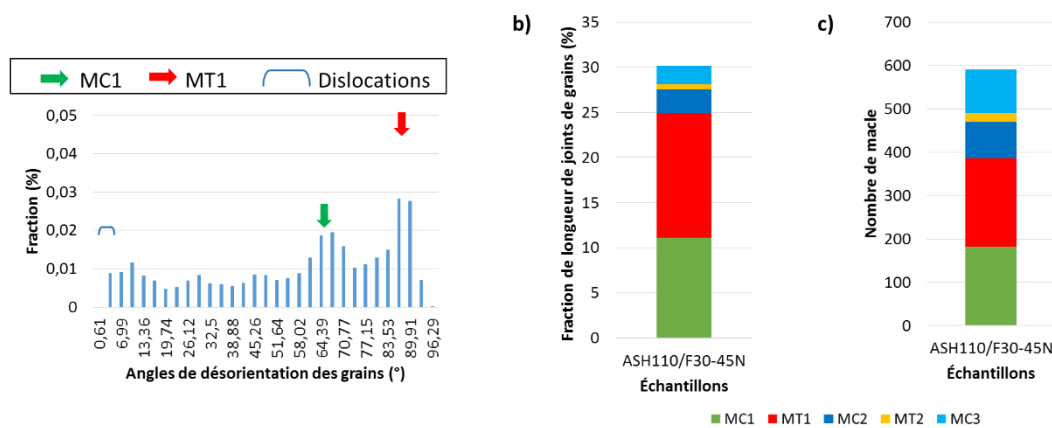 MC1 MT1 Dislocations
Fraction (%)
0,05
0,04
0,03
0,02
0,01
0
0,61 6,99 13,36 19,74 26,12 32,5 38,88 45,26 51,64 58,02 64,39 70,77 77,15 83,53 89,91 96,29
Angles de désorientation des grains (°)
b)
Fraction de longueur de joints de grains (%)
35
30
25
20
15
10
5
0
ASH110/F30-45N
Échantillons
c)
Nombre de macle
700
600
500
400
300
200
100
0
ASH110/F30-45N
Échantillons
MC1 MT1 MC2 MT2 MC3